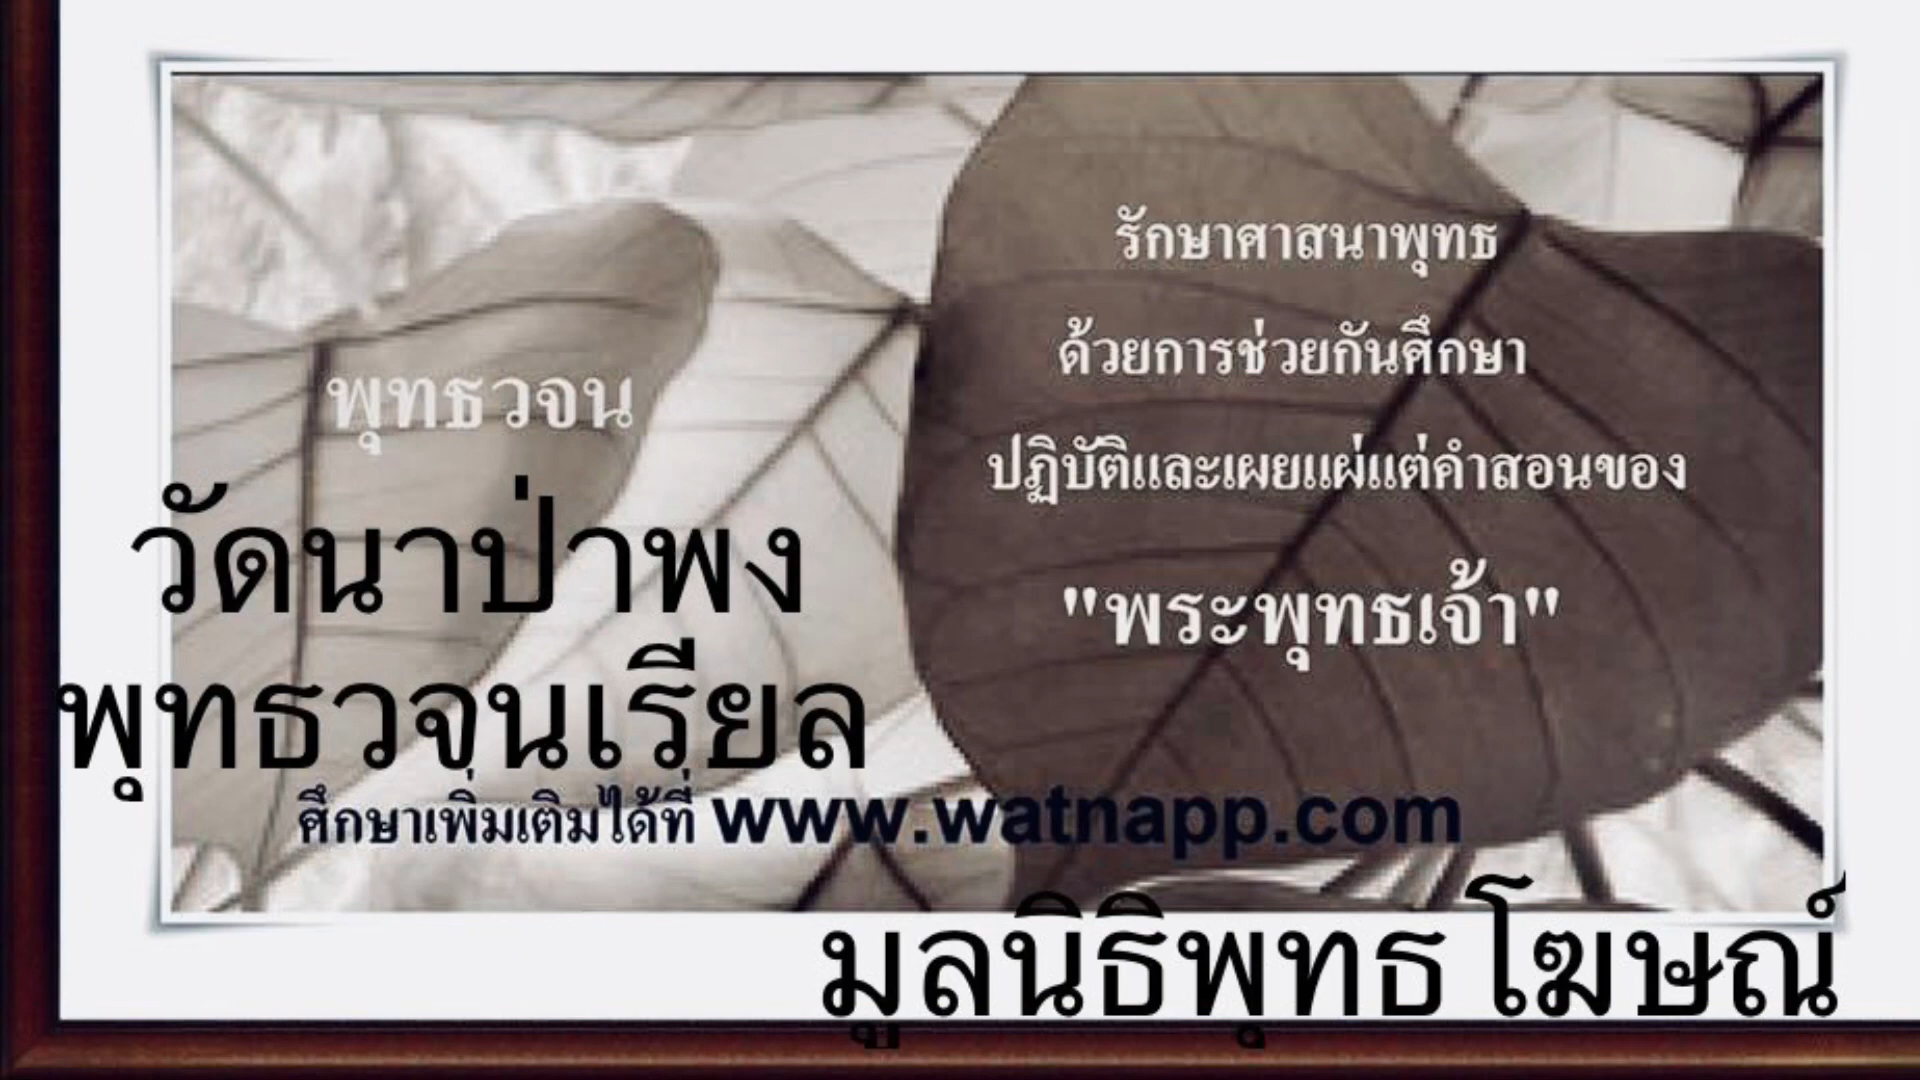 พุทธวจน
วัดนาป่าพง
พุทธวจนเรียล
รักษาศาสนาพุทธ
ด้วยการช่วยกันศึกษา
ปฏิบัติและเผยแผ่แต่คำสอนของ
"พระพุทธเจ้า"
ศึกษาเพิ่มเติมได้ที่ www.watnapp.com
มูลนิธิพุทธโฆษณ์